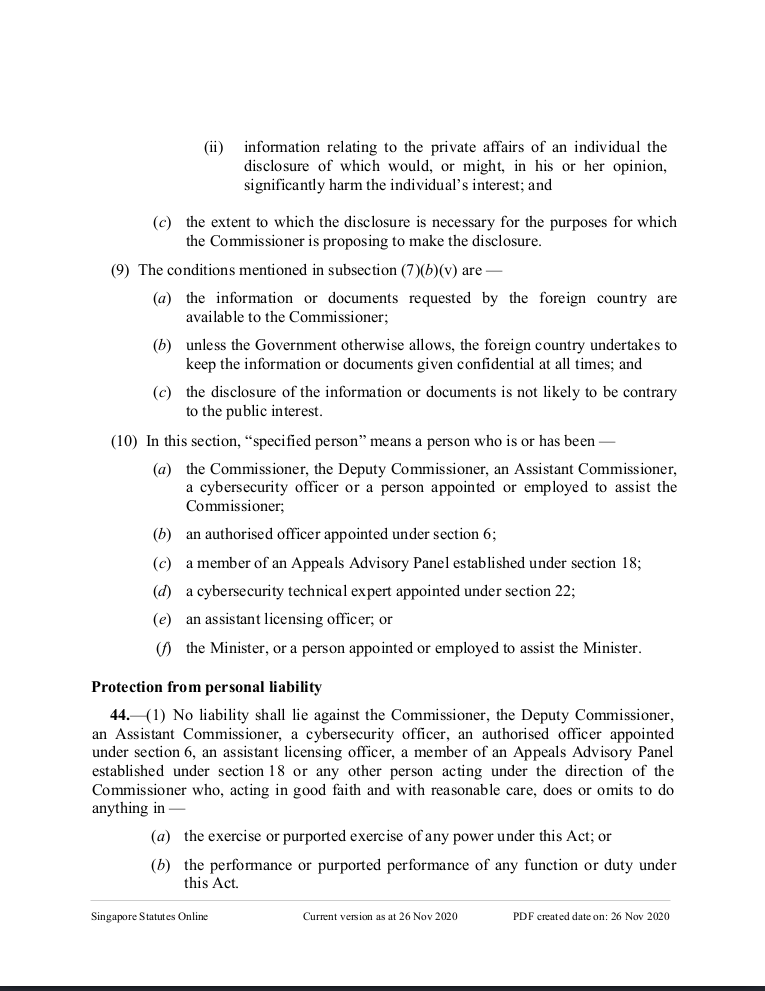 (ii) information relating to the private affairs of an individual the
disclosure of which would, or might, in his or her opinion,
significantly harm the individual’s interest; and
(c) the extent to which the disclosure is necessary for the purposes for which
the Commissioner is proposing to make the disclosure.
(9) The conditions mentioned in subsection (7)(b)(v) are —
(a) the information or documents requested by the foreign country are
available to the Commissioner;
(b) unless the Government otherwise allows, the foreign country undertakes to
keep the information or documents given confidential at all times; and
(c) the disclosure of the information or documents is not likely to be contrary
to the public interest.
(10) In this section, “specified person” means a person who is or has been —
(a) the Commissioner, the Deputy Commissioner, an Assistant Commissioner,
a cybersecurity officer or a person appointed or employed to assist the
Commissioner;
(b) an authorised officer appointed under section 6;
(c) a member of an Appeals Advisory Panel established under section 18;
(d) a cybersecurity technical expert appointed under section 22;
(e) an assistant licensing officer; or
(f) the Minister, or a person appointed or employed to assist the Minister.
Protection from personal liability
44.—(1) No liability shall lie against the Commissioner, the Deputy Commissioner,
an Assistant Commissioner, a cybersecurity officer, an authorised officer appointed
under section 6, an assistant licensing officer, a member of an Appeals Advisory Panel
established under section 18 or any other person acting under the direction of the
Commissioner who, acting in good faith and with reasonable care, does or omits to do
anything in —
(a) the exercise or purported exercise of any power under this Act; or
(b) the performance or purported performance of any function or duty under
this Act.
Singapore Statutes Online Current version as at 26 Nov 2020 PDF created date on: 26 Nov 2020